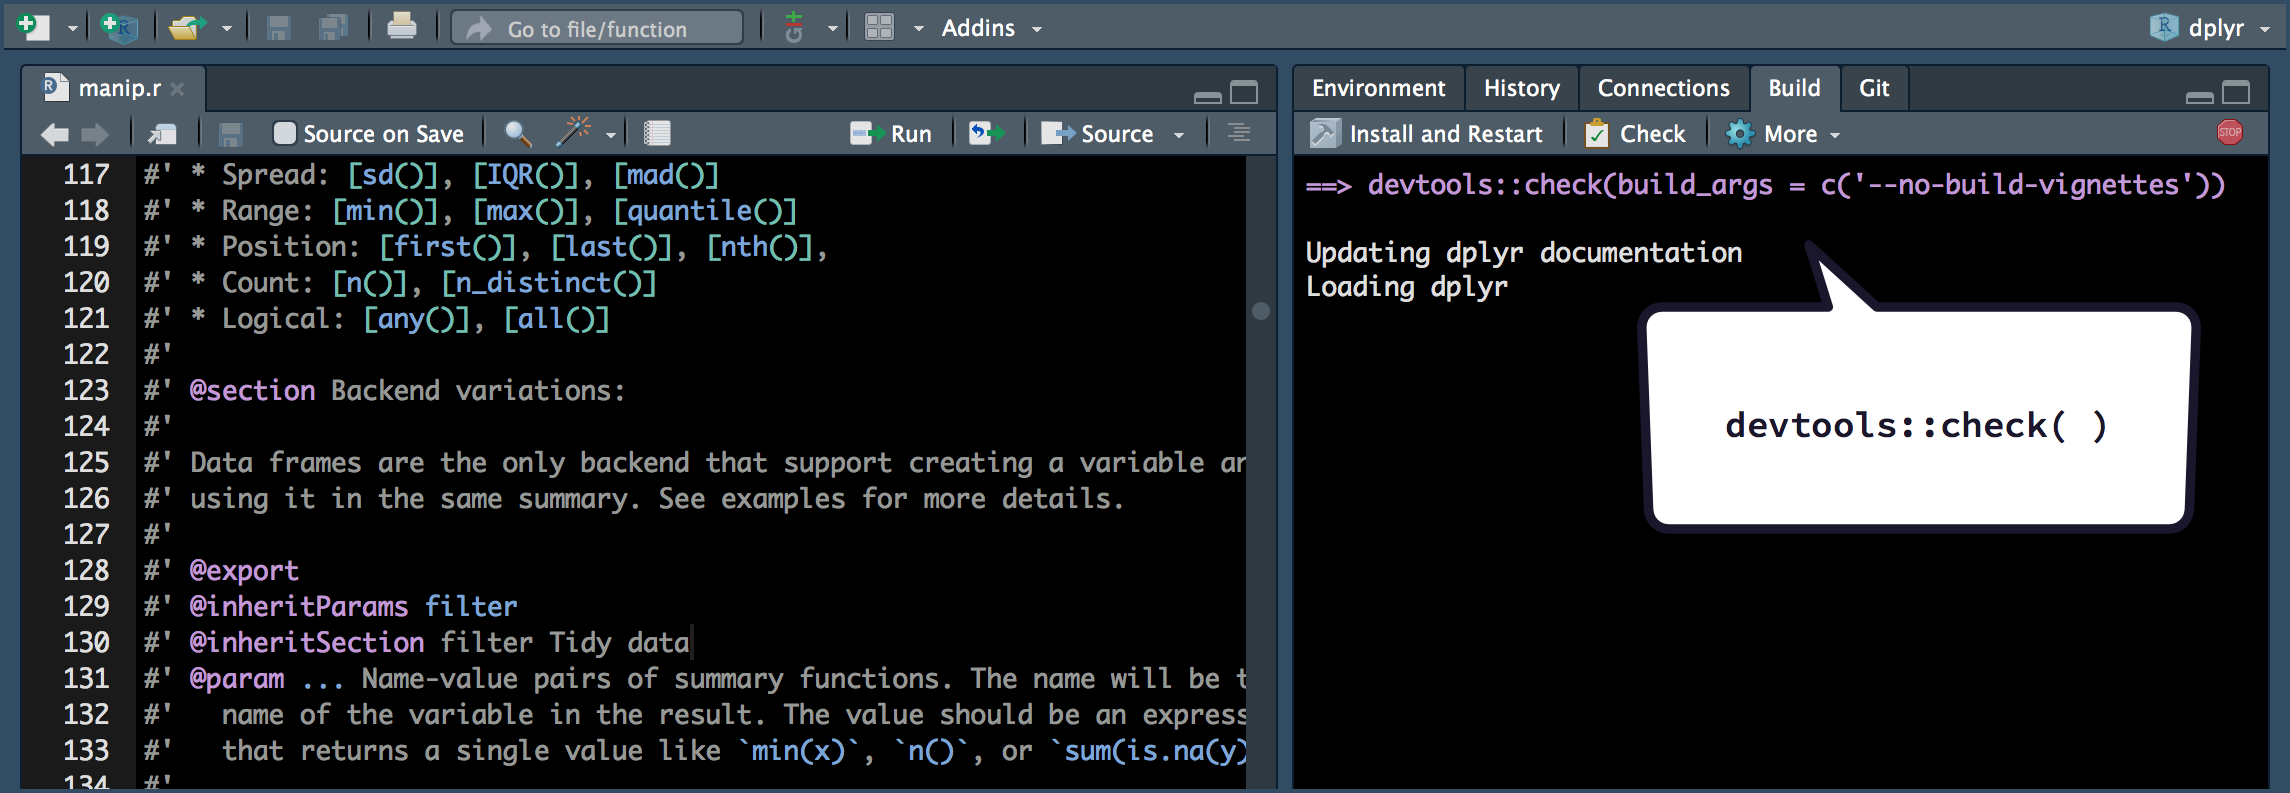 Go to file/function
Addins
dplyr
manip.r
Source on Save
Run
Source
117 #' * Spread: [sd()], [IQR()], [mad()]
118 #' * Range: [min()], [max()], [quantile()]
119 #' * Position: [first()], [last()], [nth()],
120 #' * Count: [n()], [n_distinct()]
121 #' * Logical: [any()], [all()]
122 #'
123 #' @section Backend variations:
124 #'
125 #' Data frames are the only backend that support creating a variable an
126 #' using it in the same summary. See examples for more details.
127 #'
128 #' @export
129 #' @inheritParams filter
130 #' @inheritSection filter Tidy data
131 #' @param ... Name-value pairs of summary functions. The name will be t
132 #'   name of the variable in the result. The value should be an express
133 #'   that returns a single value like `min(x)`, `n()`, or `sum(is.na(y)
134 #'
Environment
History
Connections
Build
Git
Install and Restart
Check
More
STOP
==> devtools::check(build_args = c('--no-build-vignettes'))
Updating dplyr documentation
Loading dplyr
devtools::check( )